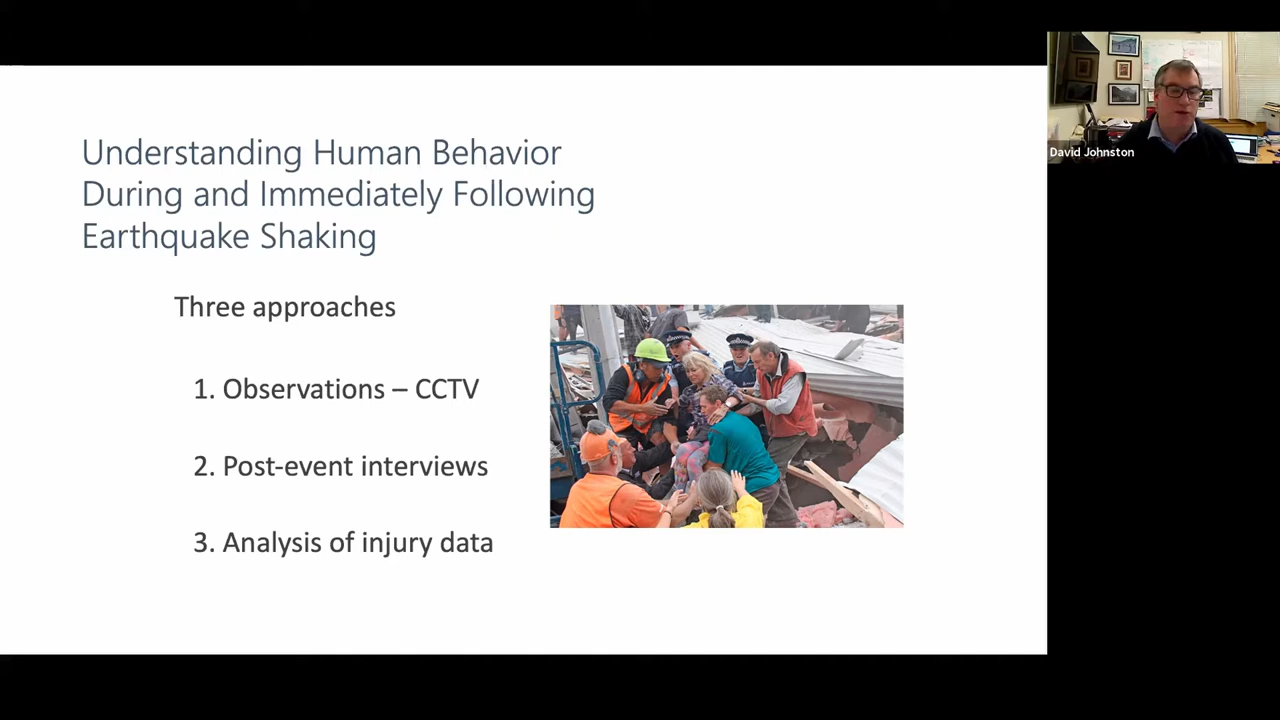 Understanding Human Behavior
During and Immediately Following
Earthquake Shaking
Three approaches
1. Observations – CCTV
2. Post-event interviews
3. Analysis of injury data
David Johnston